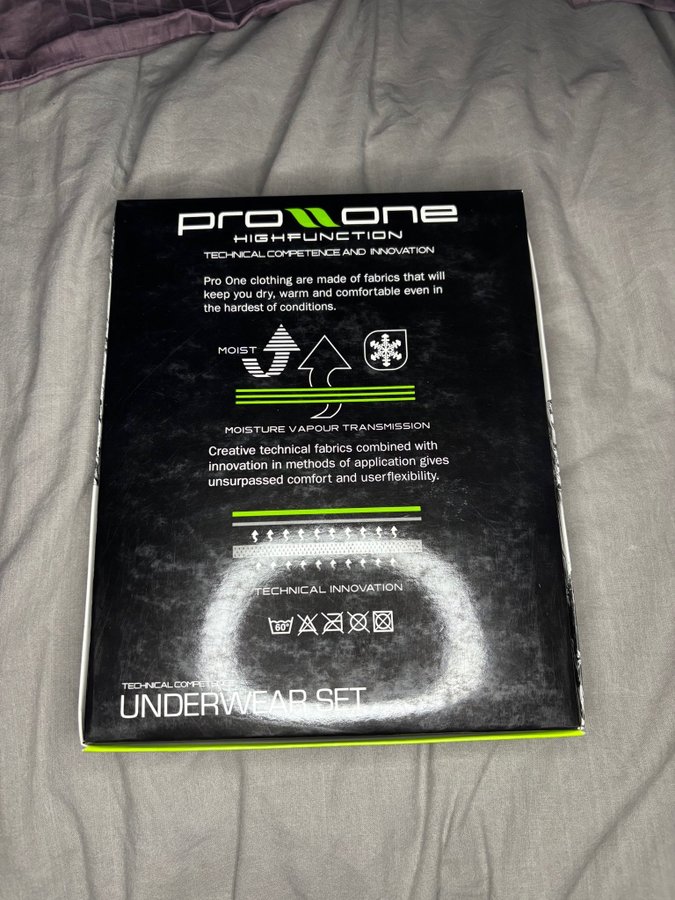 pro one
HIGHFUNCTION
TECHNICAL COMPETENCE AND INNOVATION
Pro One clothing are made of fabrics that will
keep you dry, warm and comfortable even in
the hardest of conditions.
MOIST
MOISTURE VAPOUR TRANSMISSION
Creative technical fabrics combined with
innovation in methods of application gives
unsurpassed comfort and userflexibility.
TECHNICAL INNOVATION
60°
TECHNICAL COMPETENCE
UNDERWEAR SET